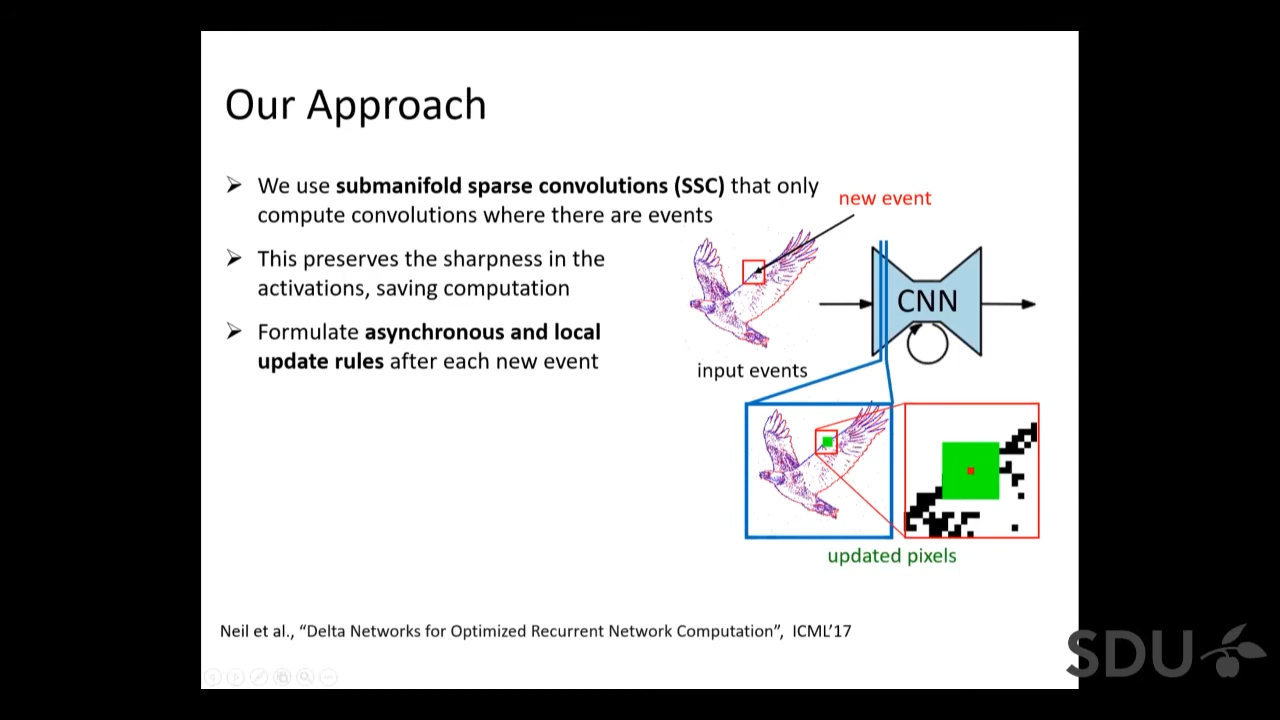 Our Approach
We use submanifold sparse convolutions (SSC) that only
compute convolutions where there are events
This preserves the sharpness in the
activations, saving computation
Formulate asynchronous and local
update rules after each new event
new event
CNN
input events
updated pixels
Neil et al., “Delta Networks for Optimized Recurrent Network Computation”, ICML’17
SDU